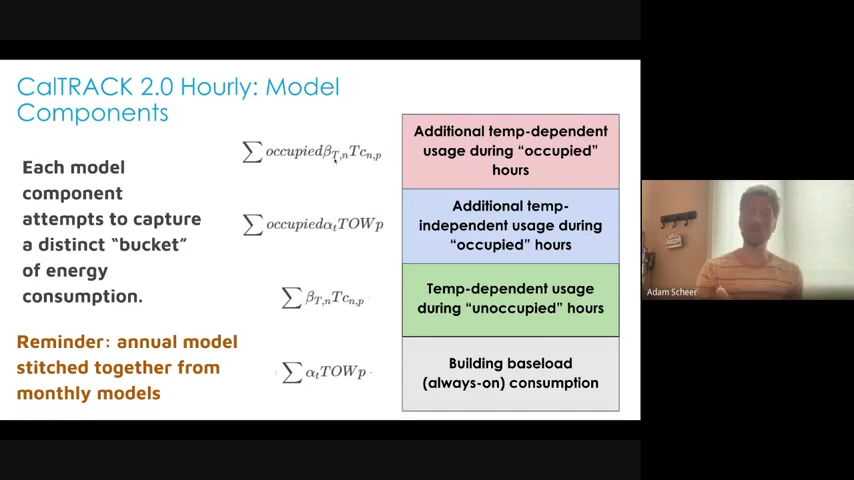 CalTRACK 2.0 Hourly: Model
Components
Each model
component
attempts to capture
a distinct “bucket”
of energy
consumption.
Reminder: annual model
stitched together from
monthly models
∑ occupiedβT,nTcn,p
∑ occupiedαtTOWp
∑ βT,nTcn,p
∑ αtTOWp
Additional temp-dependent
usage during “occupied”
hours
Additional temp-
independent usage during
“occupied” hours
Temp-dependent usage
during “unoccupied” hours
Building baseload
(always-on) consumption
Adam Scheer